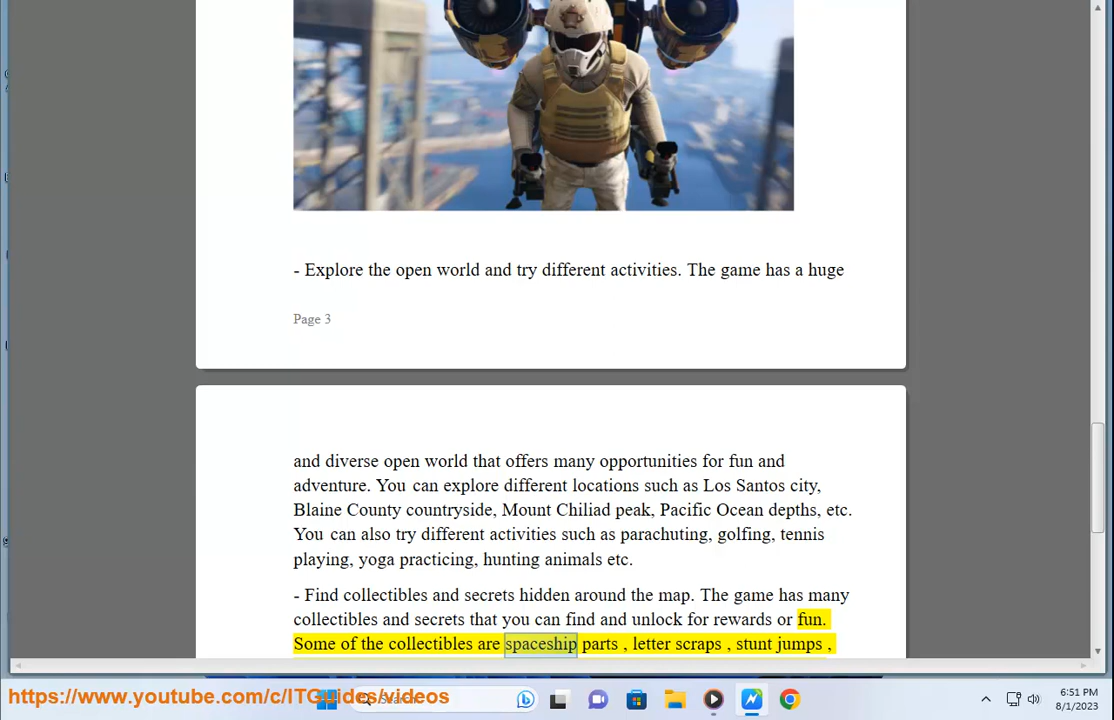 - Explore the open world and try different activities. The game has a huge
Page 3
and diverse open world that offers many opportunities for fun and
adventure. You can explore different locations such as Los Santos city,
Blaine County countryside, Mount Chiliad peak, Pacific Ocean depths, etc.
You can also try different activities such as parachuting, golfing, tennis
playing, yoga practicing, hunting animals etc.
- Find collectibles and secrets hidden around the map. The game has many
collectibles and secrets that you can find and unlock for rewards or fun.
Some of the collectibles are spaceship parts , letter scraps , stunt jumps ,
https://www.youtube.com/c/ITGuides/videos
Search
6:51 PM
8/1/2023